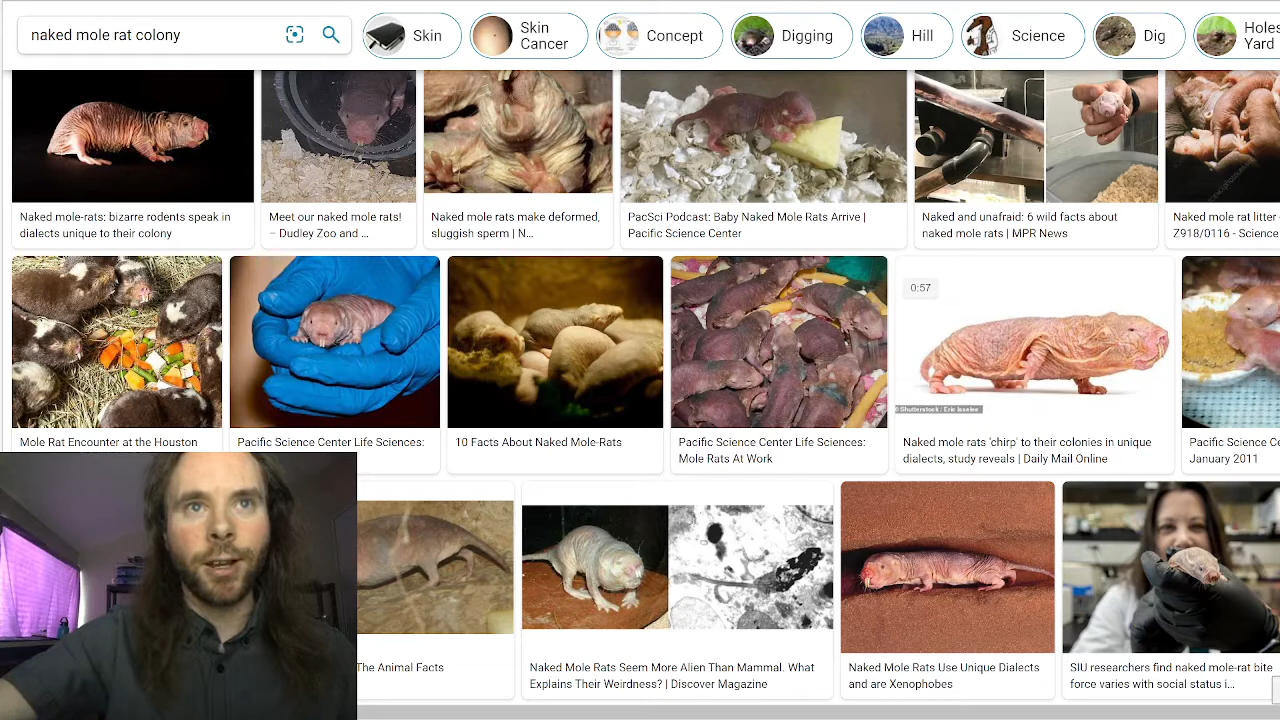 naked mole rat colony
Skin
Skin
Cancer
Concept
Digging
Hill
Science
Dig
Holes
Yard
Naked mole-rats: bizarre rodents speak in
dialects unique to their colony
Meet our naked mole rats!
– Dudley Zoo and ...
Naked mole rats make deformed,
sluggish sperm | N...
PacSci Podcast: Baby Naked Mole Rats Arrive |
Pacific Science Center
Naked and unafraid: 6 wild facts about
naked mole rats | MPR News
Naked mole rat litter
Z918/0116 - Science
0:57
© Shutterstock / Eric Isselee
Mole Rat Encounter at the Houston
Pacific Science Center Life Sciences:
10 Facts About Naked Mole-Rats
Pacific Science Center Life Sciences:
Mole Rats At Work
Naked mole rats 'chirp' to their colonies in unique
dialects, study reveals | Daily Mail Online
Pacific Science Ce
January 2011
The Animal Facts
Naked Mole Rats Seem More Alien Than Mammal. What
Explains Their Weirdness? | Discover Magazine
Naked Mole Rats Use Unique Dialects
and are Xenophobes
SIU researchers find naked mole-rat bite
force varies with social status i...